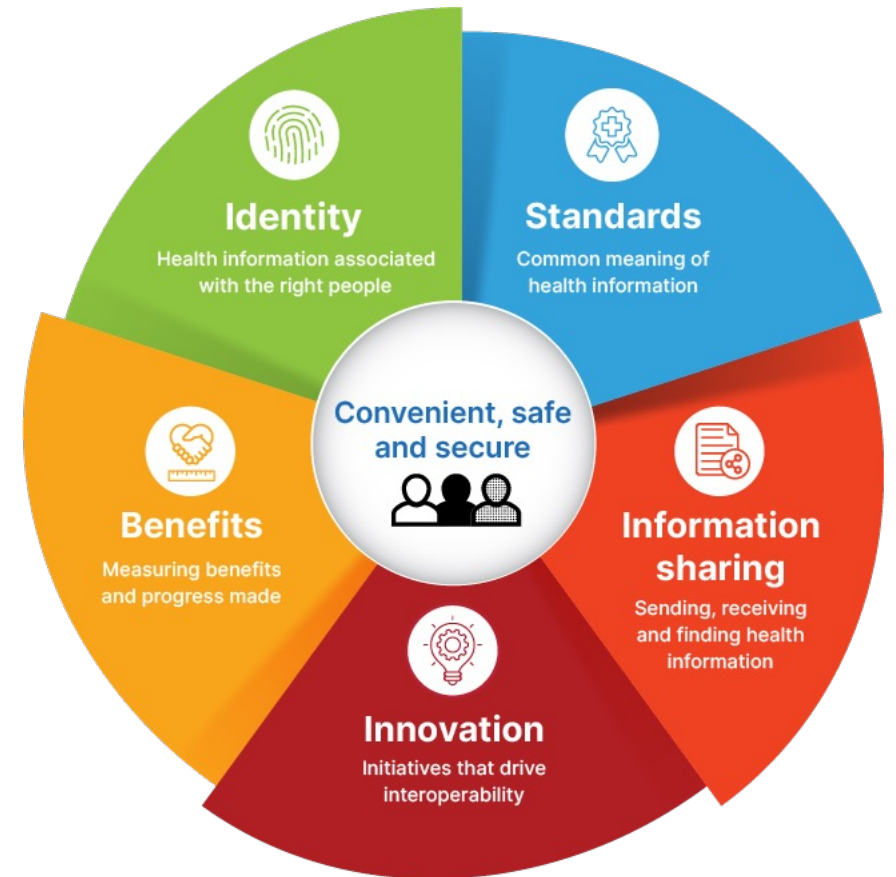 Identity
Health information associated
with the right people
Standards
Common meaning of
health information
Convenient, safe
and secure
Benefits
Measuring benefits
and progress made
Information
sharing
Sending, receiving
and finding health
information
Innovation
Initiatives that drive
interoperability